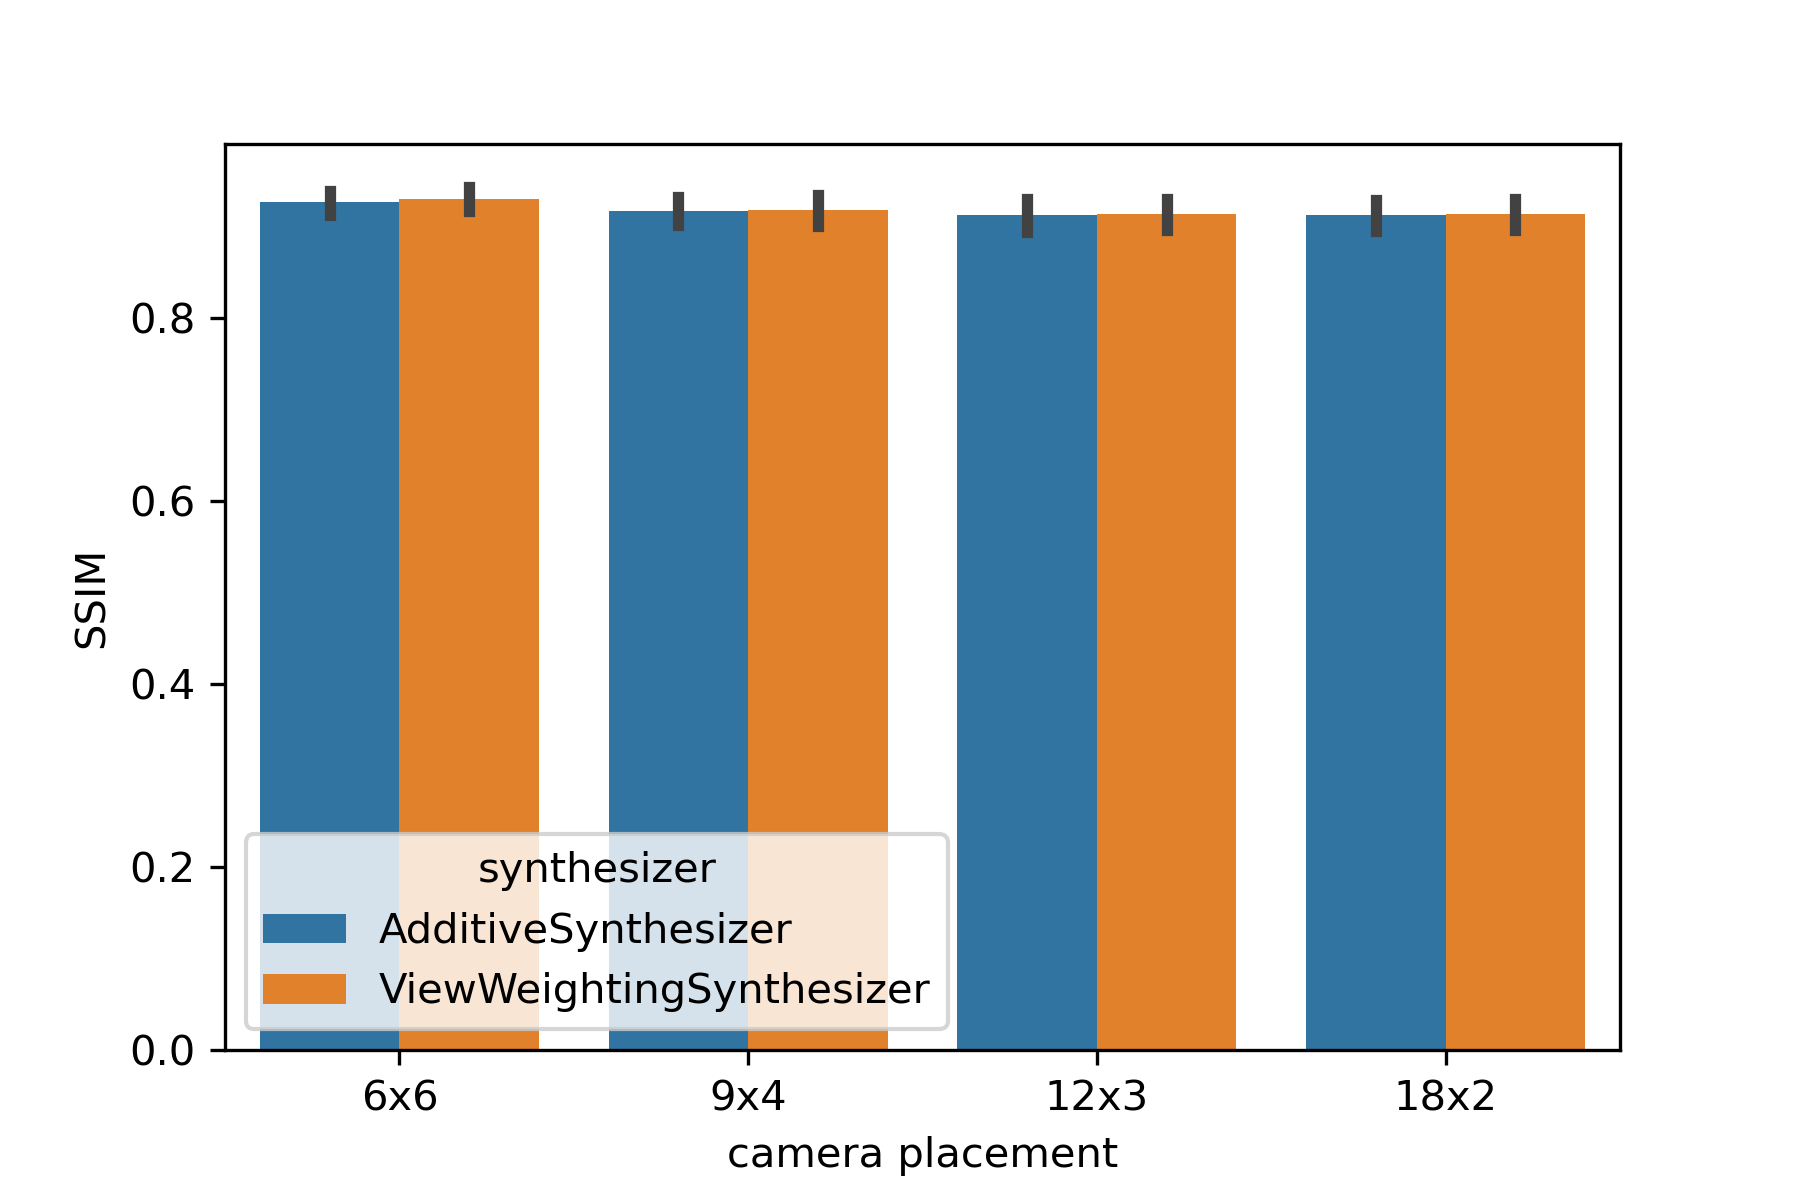 SSIM
0.8
0.6
0.4
0.2
0.0
synthesizer
AdditiveSynthesizer
ViewWeightingSynthesizer
6x6 9x4 12x3 18x2
camera placement